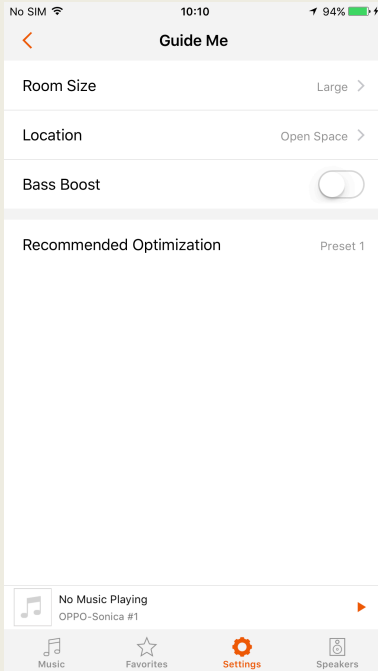 No SIM 10:10 94%
Guide Me
Room Size Large
Location Open Space
Bass Boost
Recommended Optimization Preset 1
No Music Playing
OPPO-Sonica #1
Music Favorites Settings Speakers